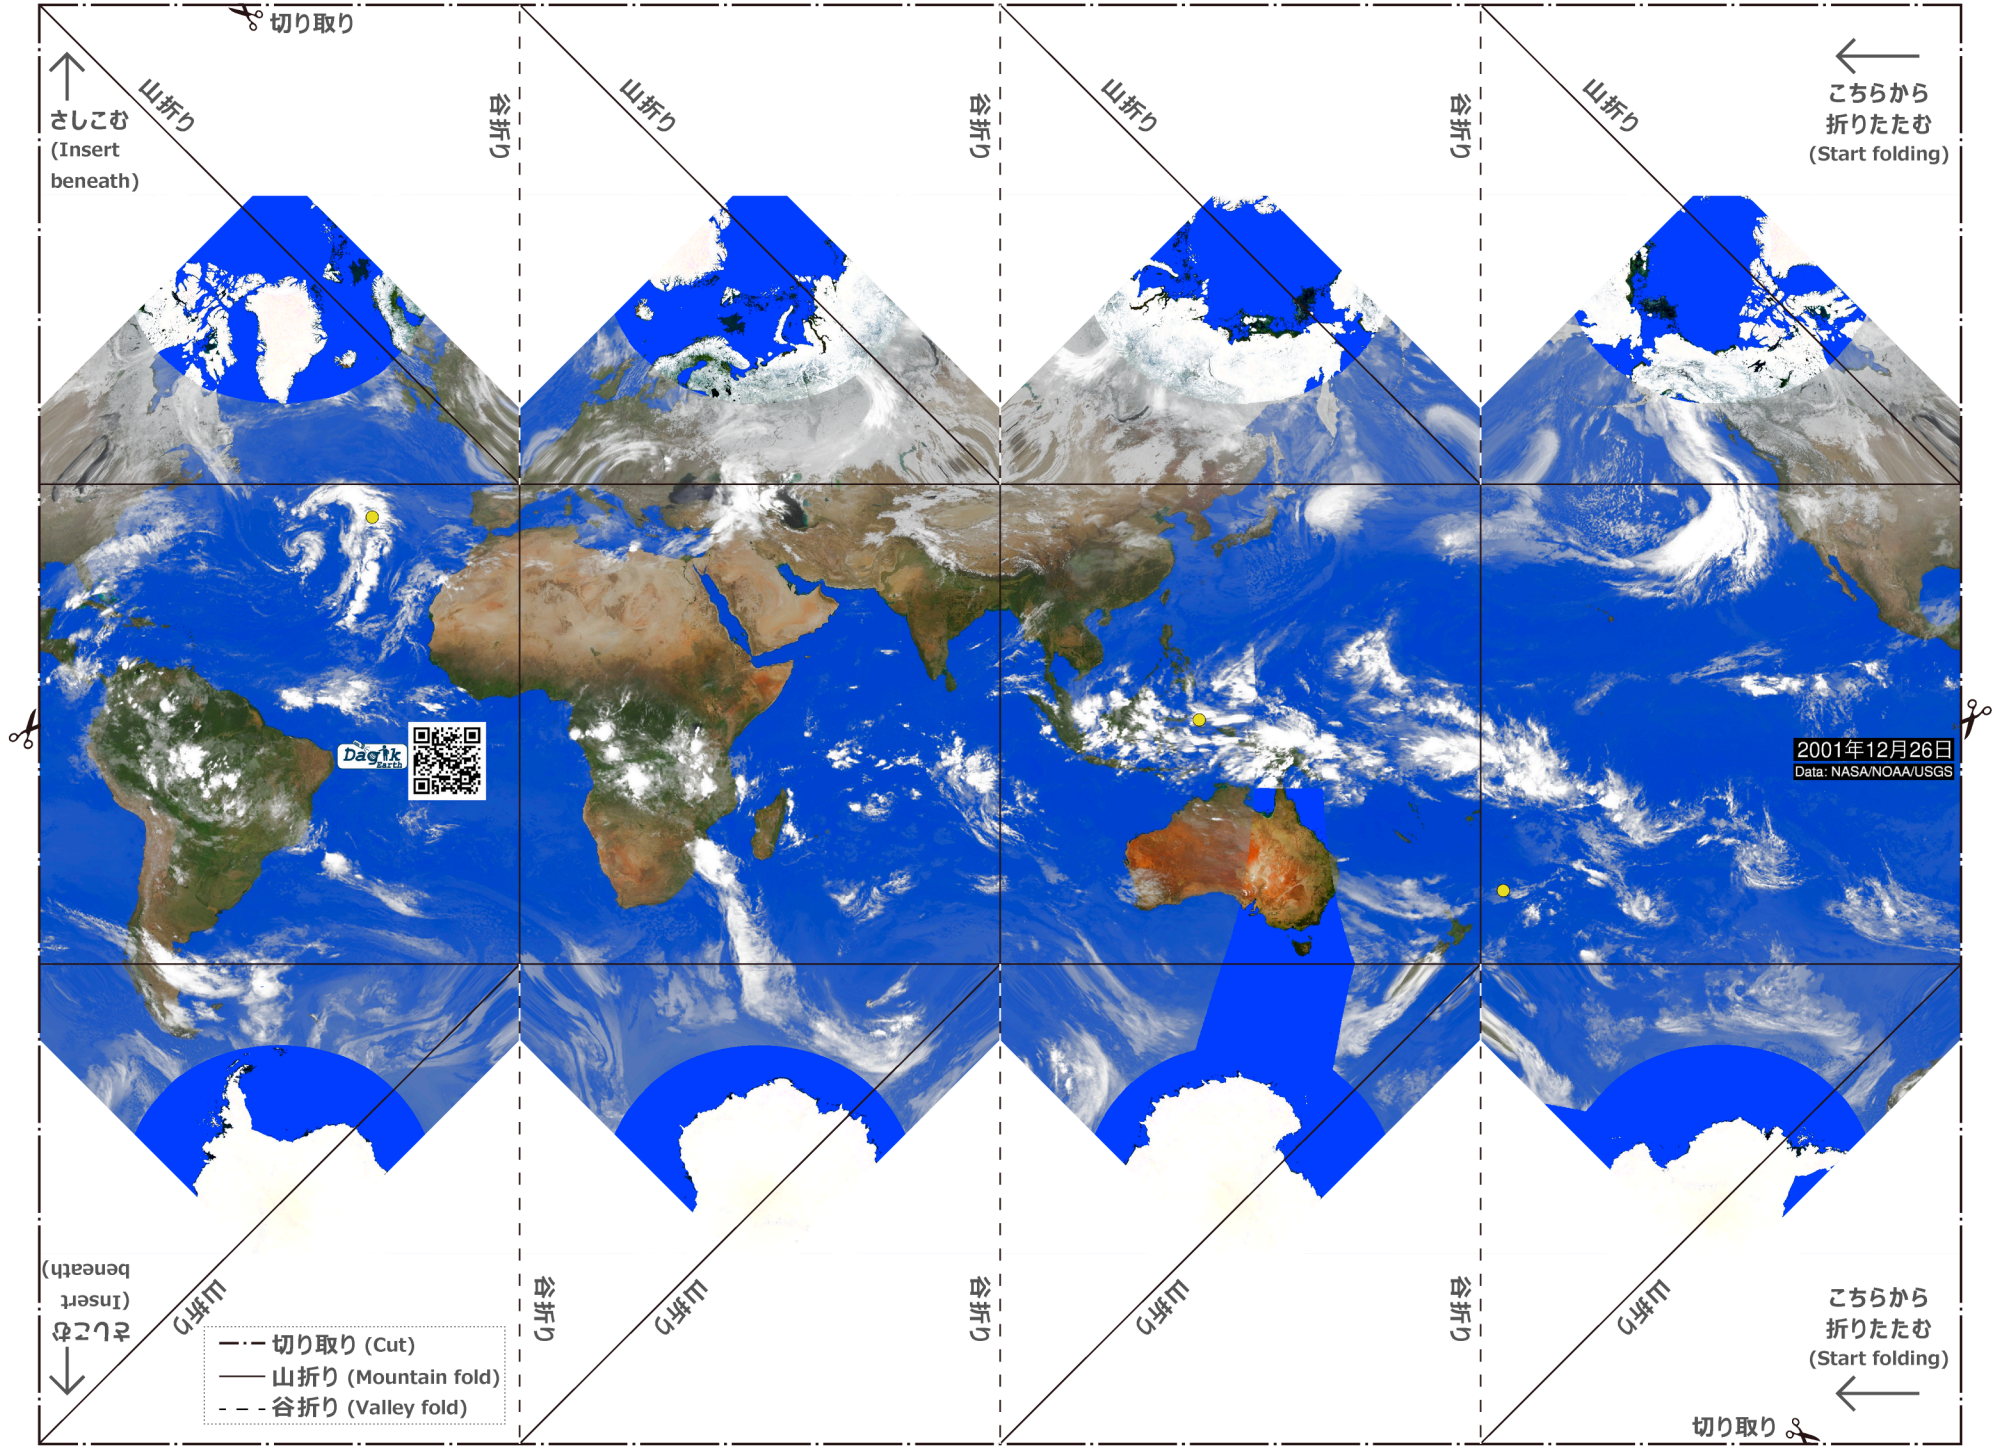 切り取り
山折り
山折り
山折り
山折り
さしこむ
(Insert
beneath)
谷折り
谷折り
谷折り
こちらから
折りたたむ
(Start folding)
Dagik
Earth
2001年12月26日
Data: NASA/NOAA/USGS
さしこむ
(Insert
beneath)
山折り
山折り
山折り
山折り
谷折り
谷折り
谷折り
こちらから
折りたたむ
(Start folding)
切り取り (Cut)
山折り (Mountain fold)
谷折り (Valley fold)
切り取り